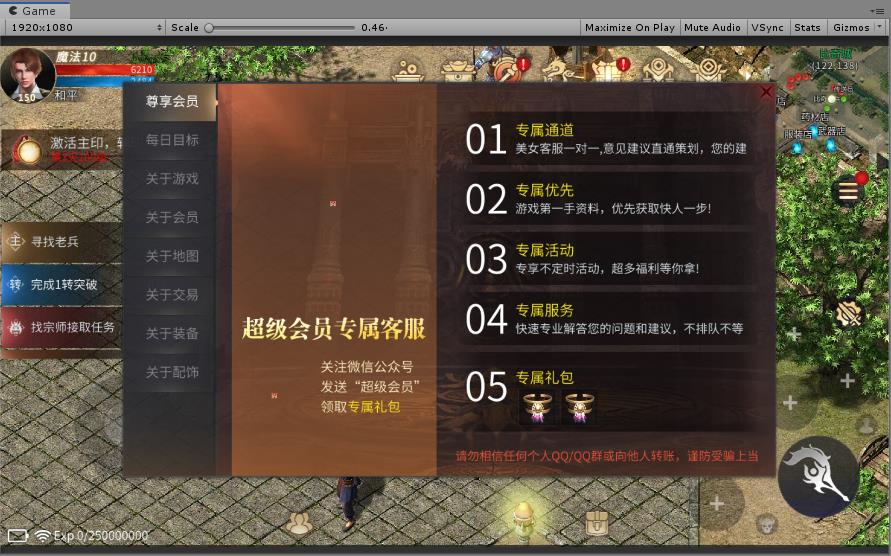 Game
1920x1080
Scale
0.46
Maximize On Play
Mute Audio
VSync
Stats
Gizmos
魔法10
6210
150
和平
(122,138)
药材店
服装店
武器店
激活主印，
寻找老兵
转
完成1转突破
找宗师接取任务
尊享会员
每日目标
关于游戏
关于会员
关于地图
关于交易
关于装备
关于配饰
超级会员专属客服
关注微信公众号
发送“超级会员”
领取专属礼包
01
专属通道
美女客服一对一,意见建议直通策划，您的建
02
专属优先
游戏第一手资料，优先获取快人一步!
03
专属活动
专享不定时活动，超多福利等你拿!
04
专属服务
快速专业解答您的问题和建议，不排队不等
05
专属礼包
请勿相信任何个人QQ/QQ群或向他人转账，谨防受骗上当
Exp 0/250000000